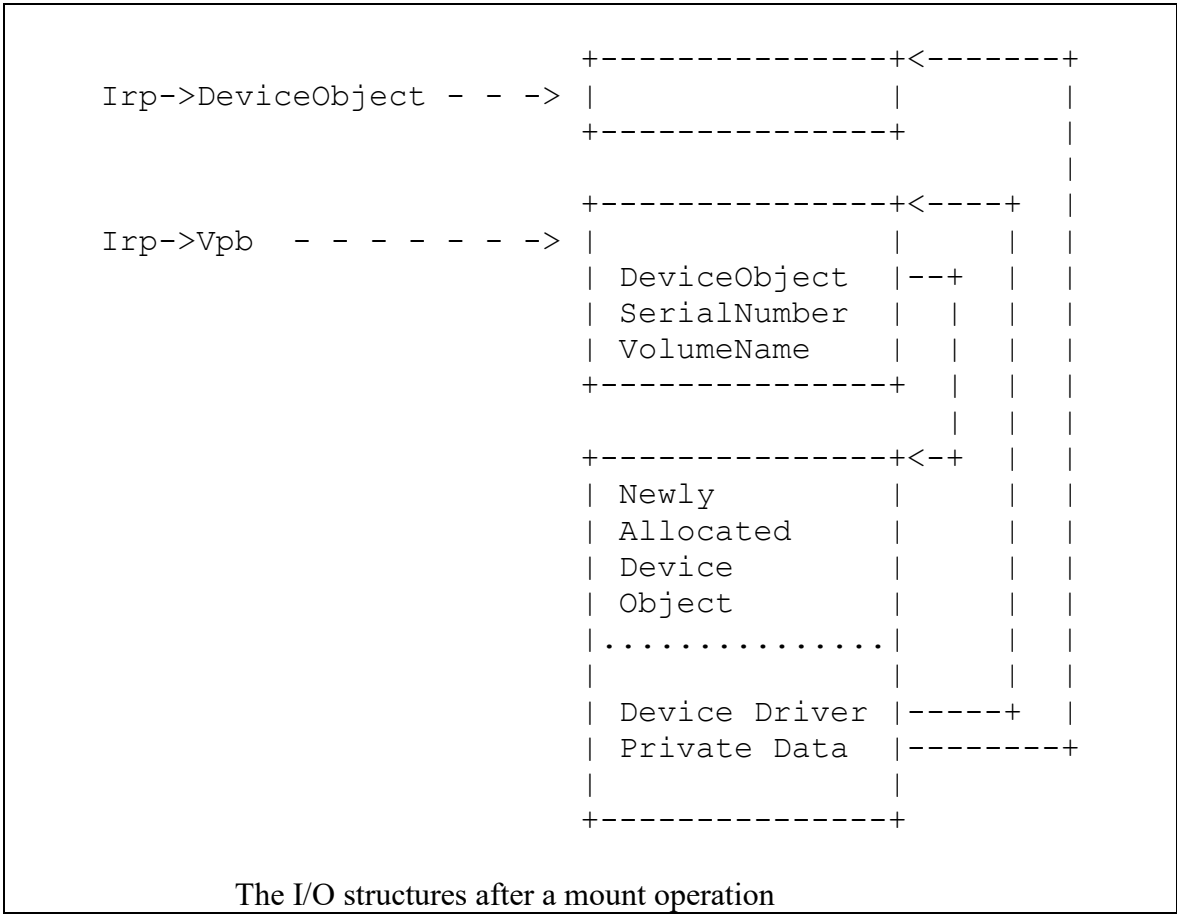 +---------------+<-------+
Irp->DeviceObject - - -> |               |        |
                               +---------------+        |
                                                        |
                               +---------------+<----+  |
Irp->Vpb  - - - - - - -> |               |     |  |
                               | DeviceObject  |--+  |  |
                               | SerialNumber  |  |  |  |
                               | VolumeName    |  |  |  |
                               +---------------+  |  |  |
                                                  |  |  |
                               +---------------+<-+  |  |
                               | Newly         |     |  |
                               | Allocated     |     |  |
                               | Device        |     |  |
                               | Object        |     |  |
                               |...............|     |  |
                               |               |     |  |
                               | Device Driver |-----+  |
                               | Private Data  |--------+
                               |               |
                               +---------------+
The I/O structures after a mount operation